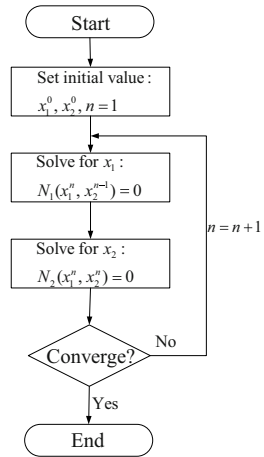 Start
Set initial value :
$x_1^0, x_2^0, n = 1$
Solve for $x_1$ :
$N_1(x_1^n, x_2^{n-1}) = 0$
n = n + 1
Solve for $x_2$ :
$N_2(x_1^n, x_2^n) = 0$
No
Converge?
Yes
End